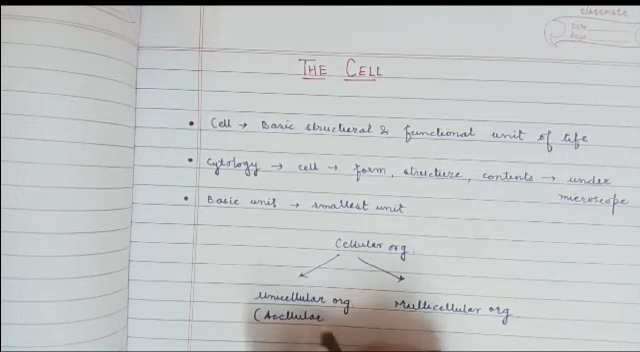 classmate
Date
Page
THE CELL
• Cell → Basic structural & functional unit of life
• Cytology → cell → form, structure, contents → under microscope
• Basic unit → smallest unit
Cellular org.
Unicellular org. Multicellular org.
(Acellular